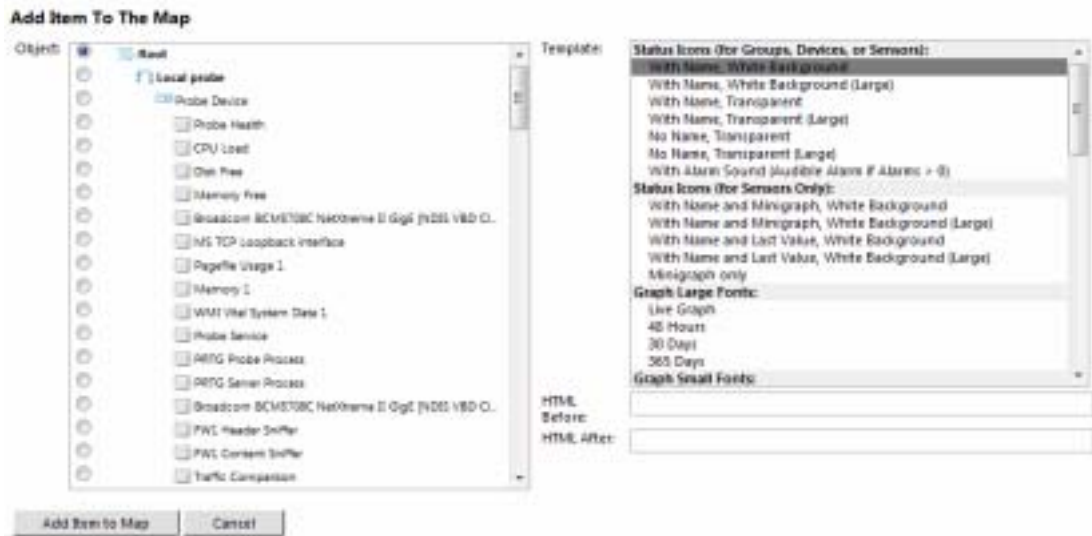 Add Item To The Map
Object:
Root
Local probe
Probe Device
Probe Health
CPU Load
Disk Free
Memory Free
Broadcom BCM5708C NetXtreme II GigE [NDIS VBD Cl..
MS TCP Loopback interface
Pagefile Usage 1
Memory 1
WMI Vital System Data 1
Probe Service
PRTG Probe Process
PRTG Server Process
Broadcom BCM5708C NetXtreme II GigE [NDIS VBD Cl..
FW1 Header Sniffer
FW1 Content Sniffer
Traffic Comparison
Template:
Status Icons (for Groups, Devices, or Sensors):
With Name, White Background
With Name, White Background (Large)
With Name, Transparent
With Name, Transparent (Large)
No Name, Transparent
No Name, Transparent (Large)
With Alarm Sound (Audible Alarm if Alarms > 0)
Status Icons (for Sensors Only):
With Name and Minigraph, White Background
With Name and Minigraph, White Background (Large)
With Name and Last Value, White Background
With Name and Last Value, White Background (Large)
Minigraph only
Graph Large Fonts:
Live Graph
48 Hours
30 Days
365 Days
Graph Small Fonts:
HTML Before:
HTML After:
Add Item to Map
Cancel